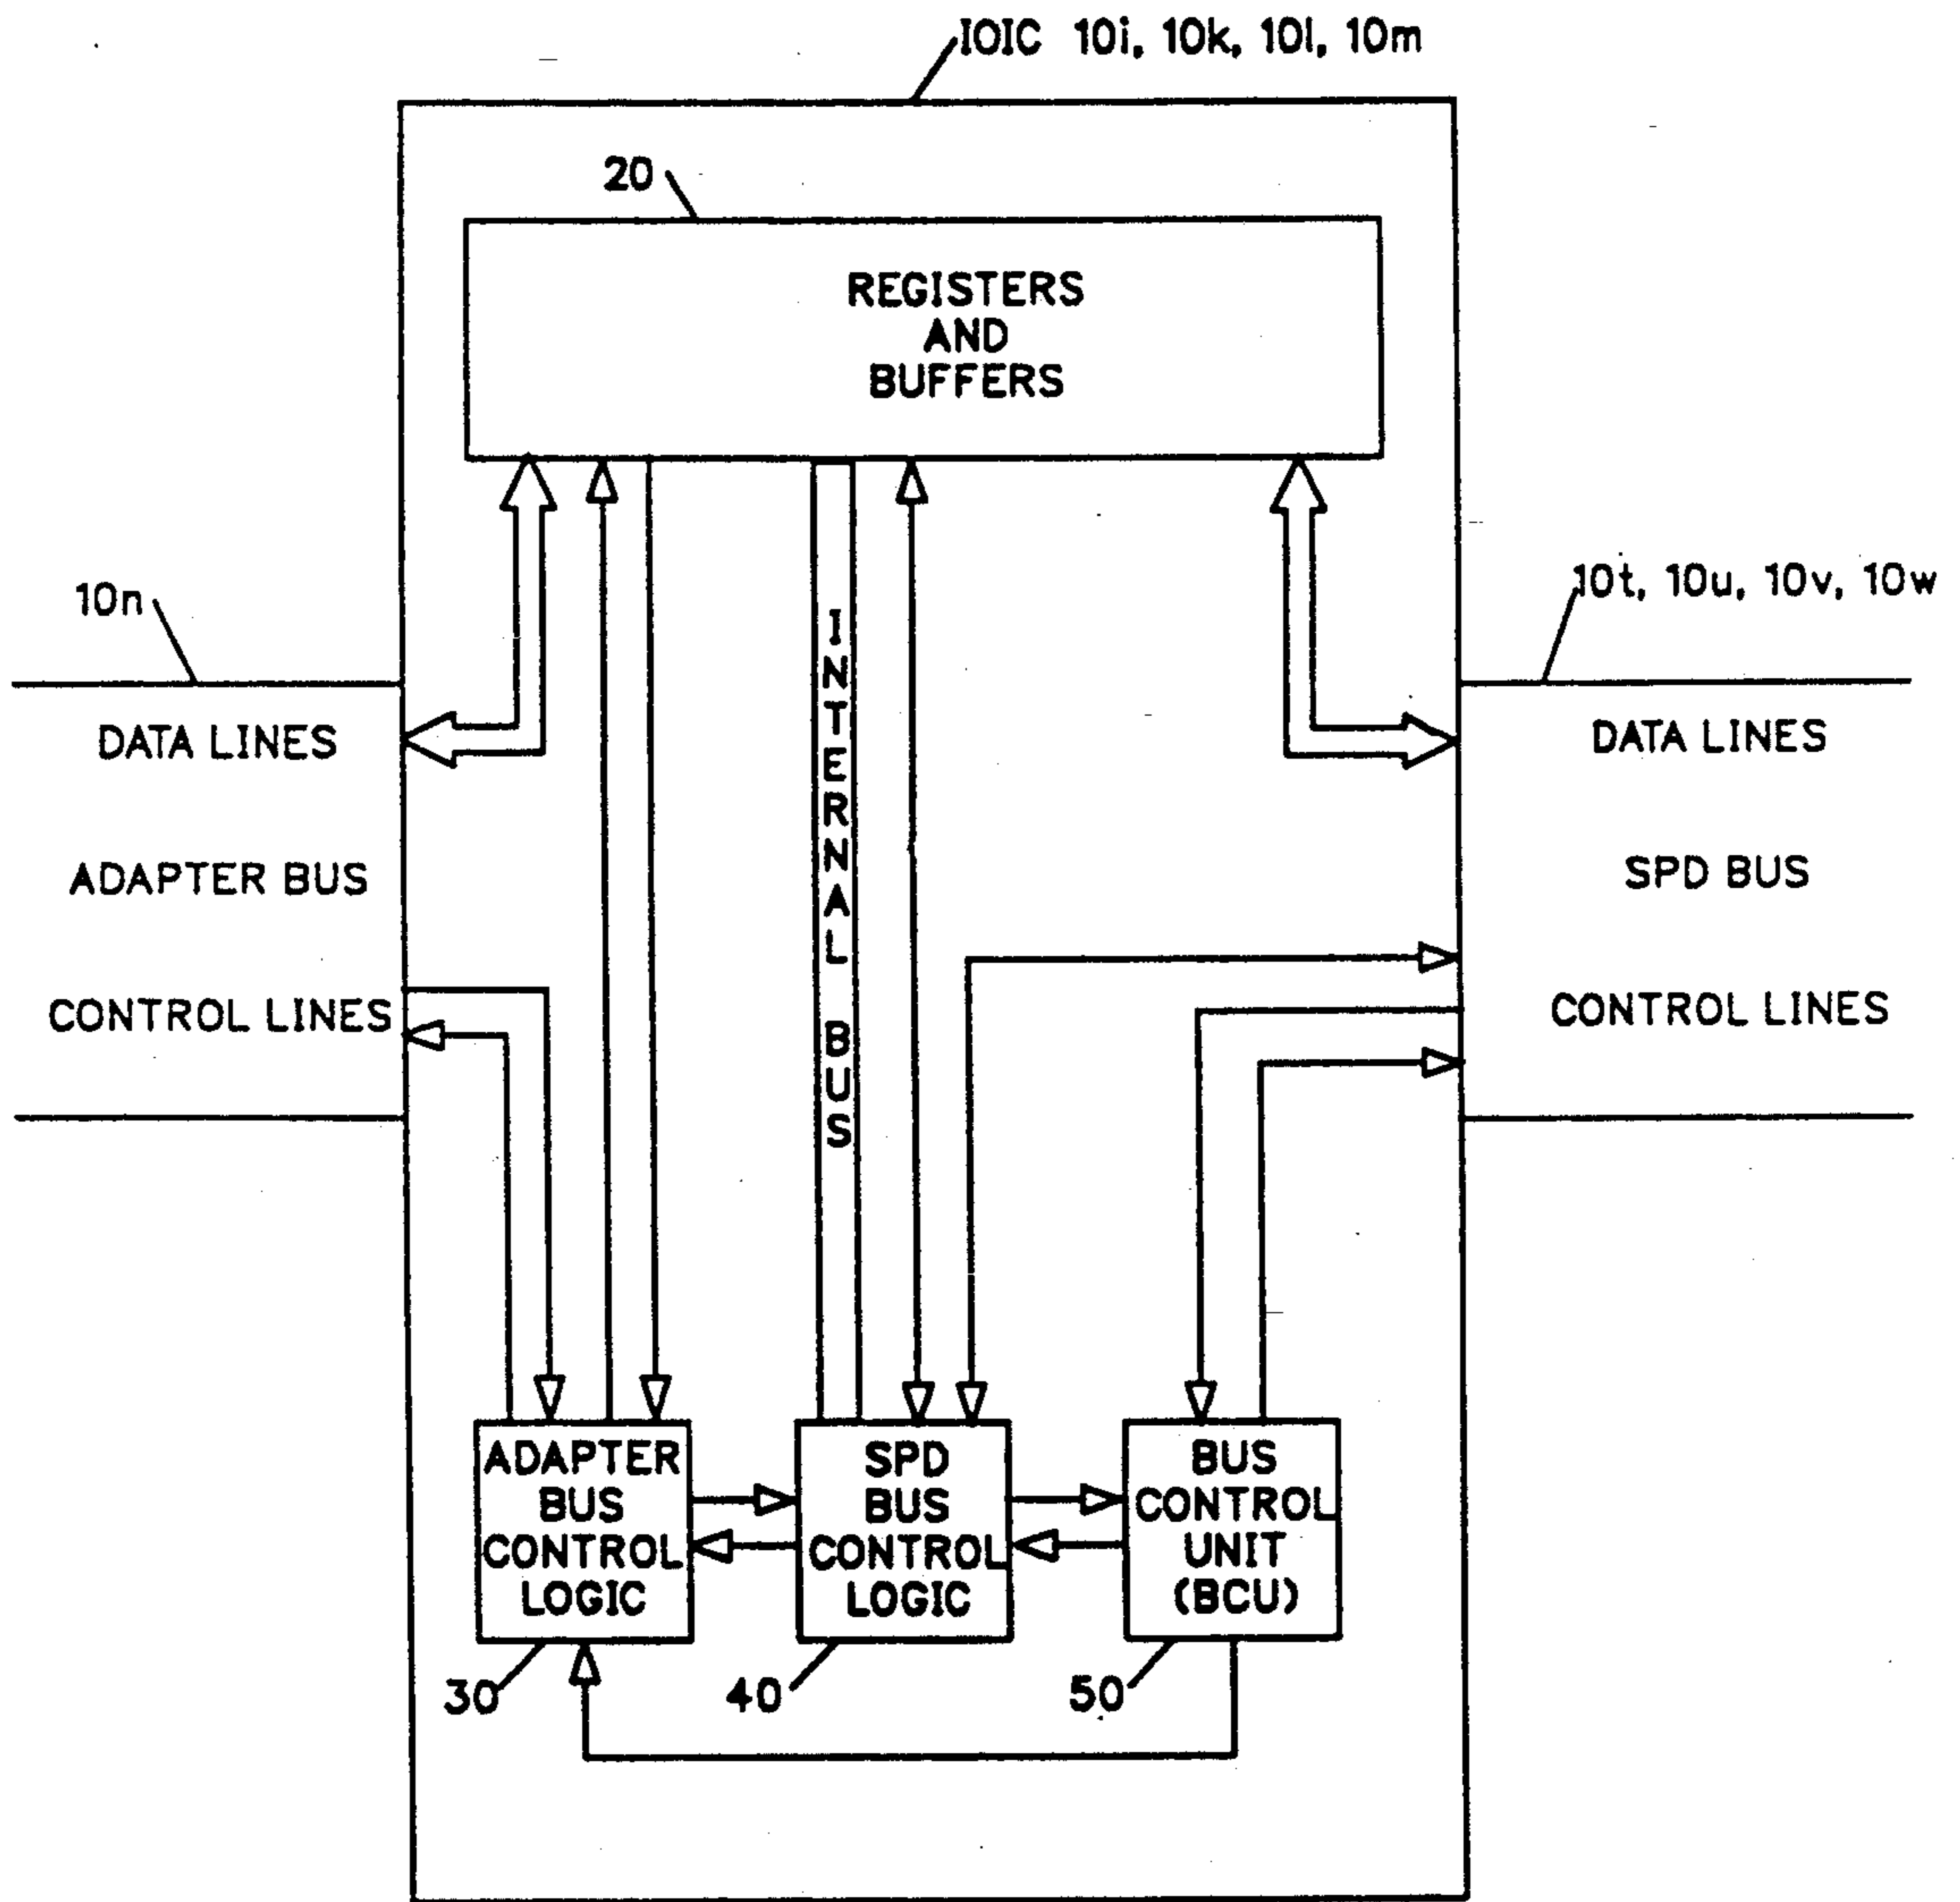 IOIC 10i, 10k, 10l, 10m
20
REGISTERS
AND
BUFFERS
10n
10t, 10u, 10v, 10w
DATA LINES
ADAPTER BUS
CONTROL LINES
INTERNAL BUS
DATA LINES
SPD BUS
CONTROL LINES
ADAPTER
BUS
CONTROL
LOGIC
30
SPD
BUS
CONTROL
LOGIC
40
BUS
CONTROL
UNIT
(BCU)
50